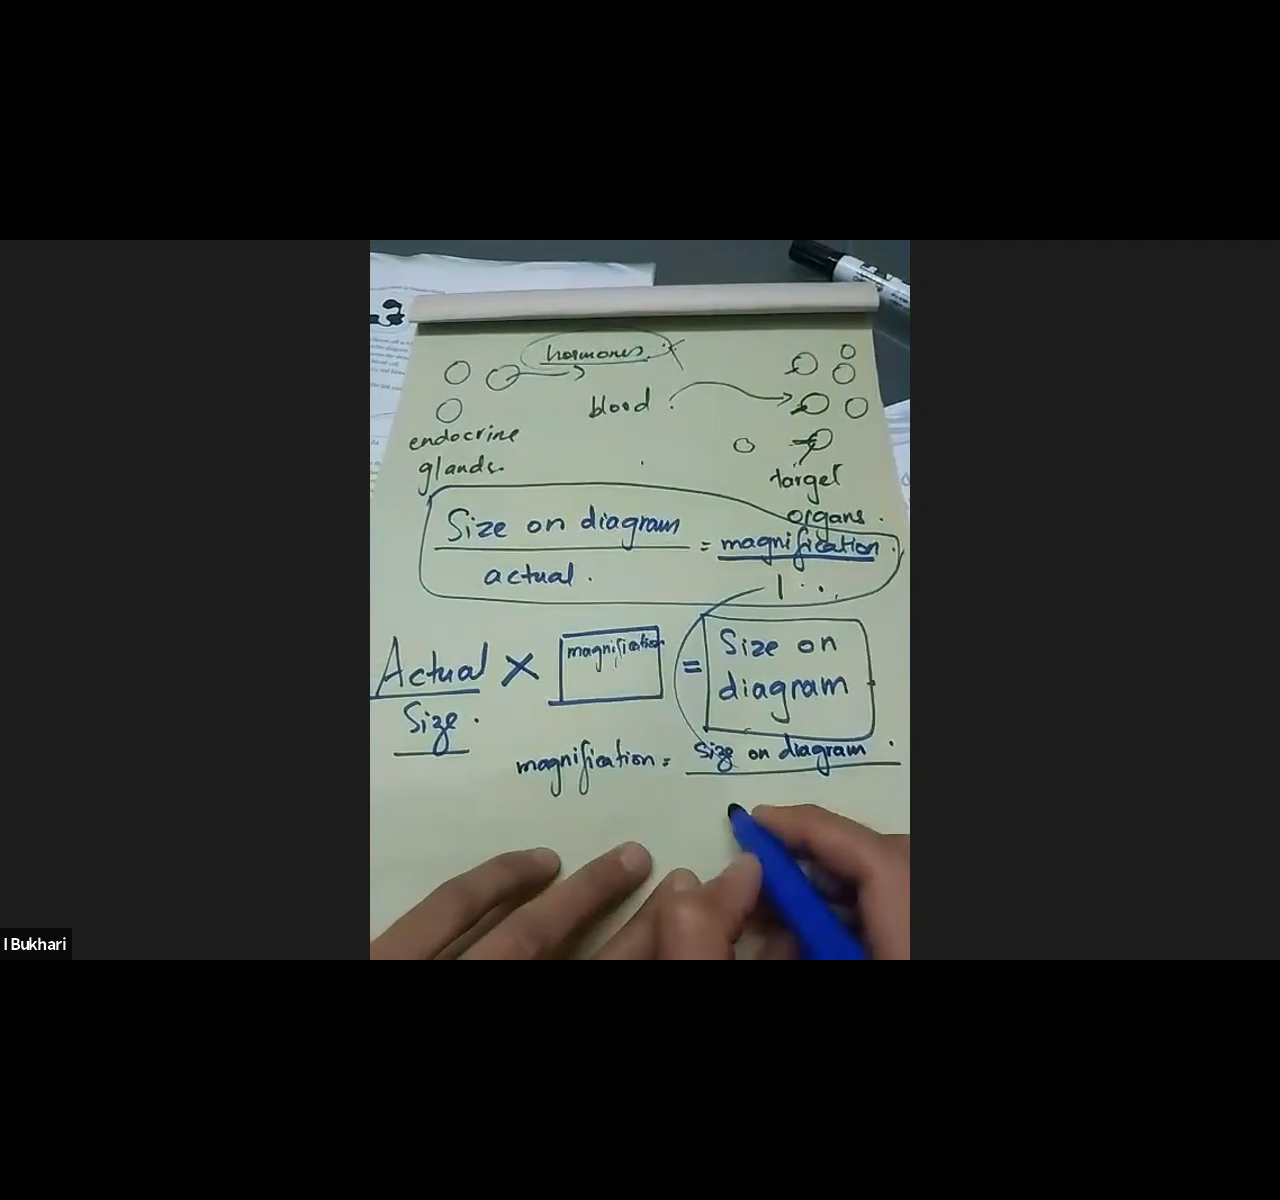 hormones.
blood.
endocrine
glands.
target
organs.
Size on diagram
actual.
= magnification.
Actual
Size.
×
magnification
=
Size on
diagram
magnification = Size on diagram.
I Bukhari